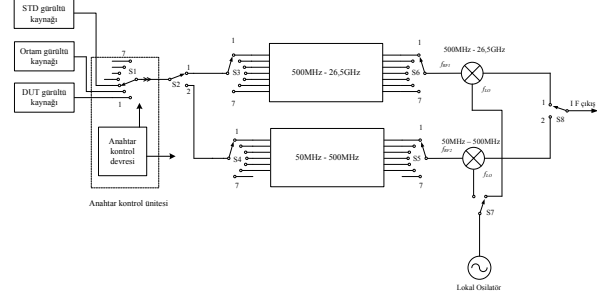 STD gürültü
kaynağı
Ortam gürültü
kaynağı
DUT gürültü
kaynağı
7
S1
1
Anahtar
kontrol
devresi
Anahtar kontrol ünitesi
1
S2
2
1
S3
7
500MHz - 26,5GHz
1
S6
7
1
S4
7
50MHz - 500MHz
1
S5
7
500MHz - 26,5GHz
fRF1
fLO
50MHz – 500MHz
fRF2
fLO
S7
1
2
S8
I F çıkış
Lokal Osilatör